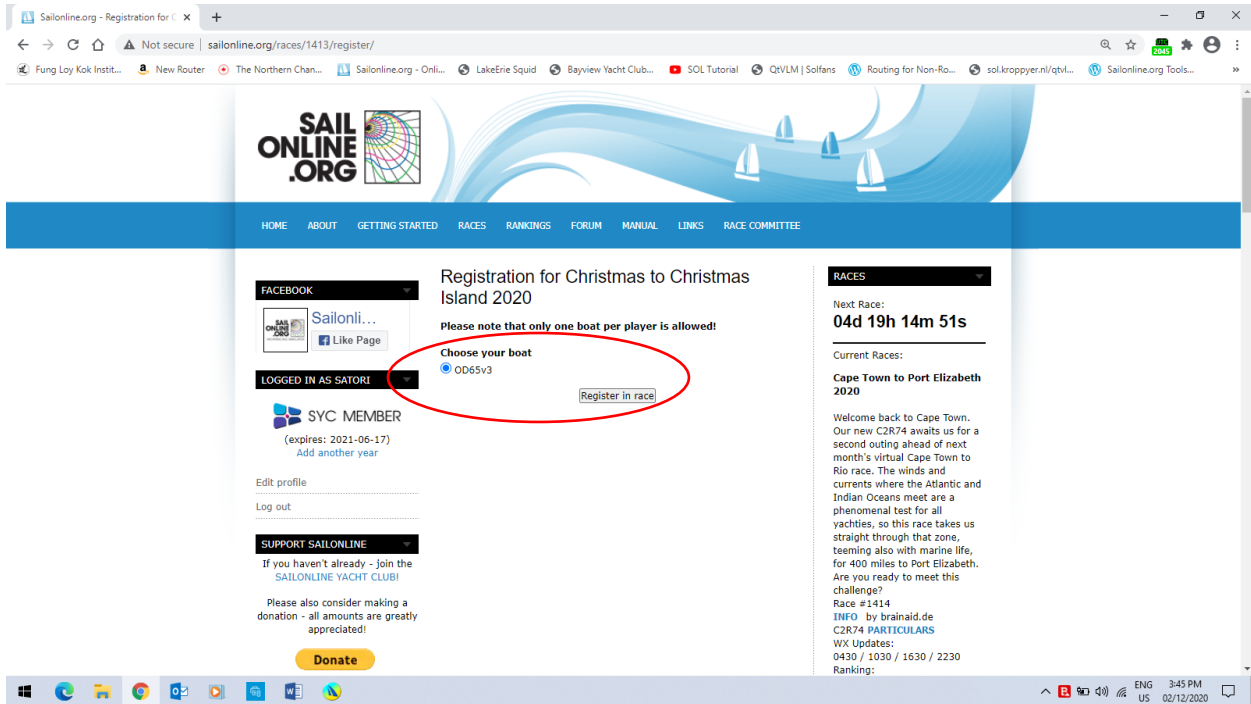 Sailonline.org - Registration for C
Not secure | sailonline.org/races/1413/register/
2045
Fung Loy Kok Instit... New Router The Northern Chan... Sailonline.org - Onli... LakeErie Squid Bayview Yacht Club... SOL Tutorial QtVLM | Solfans Routing for Non-Ro... sol.kroppyer.nl/qtvl... Sailonline.org Tools... »
SAIL
ONLINE
.ORG
HOME ABOUT GETTING STARTED RACES RANKINGS FORUM MANUAL LINKS RACE COMMITTEE
FACEBOOK
Sailonli...
Like Page
LOGGED IN AS SATORI
SYC MEMBER
(expires: 2021-06-17)
Add another year
Edit profile
Log out
SUPPORT SAILONLINE
If you haven't already - join the
SAILONLINE YACHT CLUB!
Please also consider making a
donation - all amounts are greatly
appreciated!
Donate
Registration for Christmas to Christmas
Island 2020
Please note that only one boat per player is allowed!
Choose your boat
OD65v3
Register in race
RACES
Next Race:
04d 19h 14m 51s
Current Races:
Cape Town to Port Elizabeth
2020
Welcome back to Cape Town.
Our new C2R74 awaits us for a
second outing ahead of next
month's virtual Cape Town to
Rio race. The winds and
currents where the Atlantic and
Indian Oceans meet are a
phenomenal test for all
yachties, so this race takes us
straight through that zone,
teeming also with marine life,
for 400 miles to Port Elizabeth.
Are you ready to meet this
challenge?
Race #1414
INFO by brainaid.de
C2R74 PARTICULARS
WX Updates:
0430 / 1030 / 1630 / 2230
Ranking:
ENG
US
3:45 PM
02/12/2020